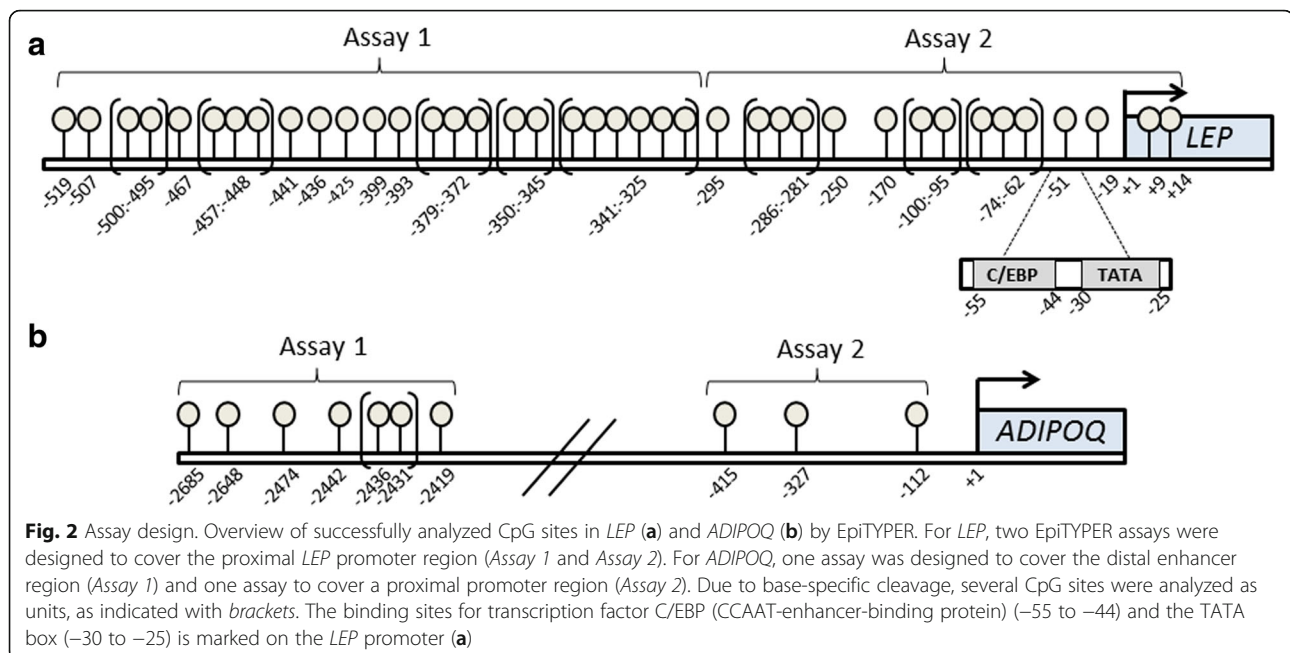 a
Assay 1 Assay 2
LEP
-519 -507 -500:-495 -467 -457:-448 -441 -436 -425 -399 -393 -379:-372 -350:-345 -341:-325 -295 -286:-281 -250 -170 -100:-95 -74:-62 -51 -19 +1 +9 +14
C/EBP TATA
-55 -44 -30 -25
b
Assay 1 Assay 2
ADIPOQ
-2685 -2648 -2474 -2442 -2436 -2431 -2419 -415 -327 -112 +1
Fig. 2 Assay design. Overview of successfully analyzed CpG sites in LEP (a) and ADIPOQ (b) by EpiTYPER. For LEP, two EpiTYPER assays were
designed to cover the proximal LEP promoter region (Assay 1 and Assay 2). For ADIPOQ, one assay was designed to cover the distal enhancer
region (Assay 1) and one assay to cover a proximal promoter region (Assay 2). Due to base-specific cleavage, several CpG sites were analyzed as
units, as indicated with brackets. The binding sites for transcription factor C/EBP (CCAAT-enhancer-binding protein) (−55 to −44) and the TATA
box (−30 to −25) is marked on the LEP promoter (a)